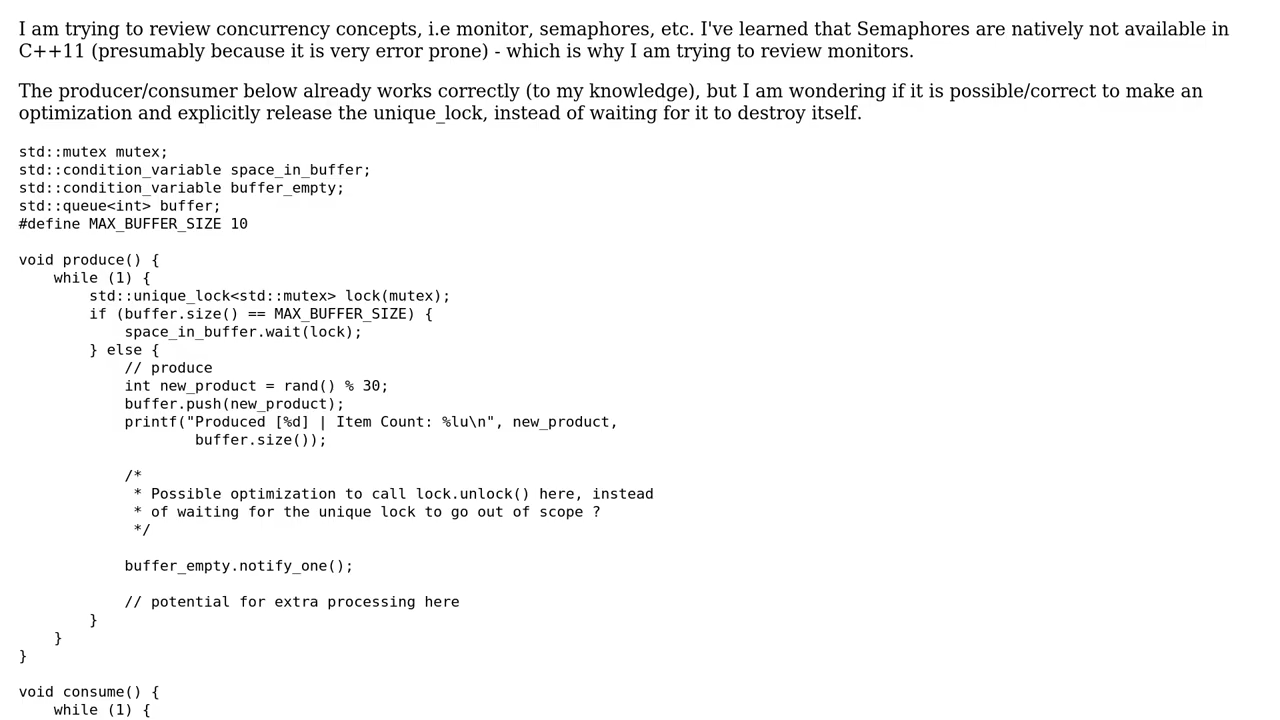 I am trying to review concurrency concepts, i.e monitor, semaphores, etc. I've learned that Semaphores are natively not available in
C++11 (presumably because it is very error prone) - which is why I am trying to review monitors.

The producer/consumer below already works correctly (to my knowledge), but I am wondering if it is possible/correct to make an
optimization and explicitly release the unique_lock, instead of waiting for it to destroy itself.

std::mutex mutex;
std::condition_variable space_in_buffer;
std::condition_variable buffer_empty;
std::queue<int> buffer;
#define MAX_BUFFER_SIZE 10

void produce() {
    while (1) {
        std::unique_lock<std::mutex> lock(mutex);
        if (buffer.size() == MAX_BUFFER_SIZE) {
            space_in_buffer.wait(lock);
        } else {
            // produce
            int new_product = rand() % 30;
            buffer.push(new_product);
            printf("Produced [%d] | Item Count: %lu\n", new_product,
                    buffer.size());

            /*
             * Possible optimization to call lock.unlock() here, instead
             * of waiting for the unique lock to go out of scope ?
             */

            buffer_empty.notify_one();

            // potential for extra processing here
        }
    }
}

void consume() {
    while (1) {